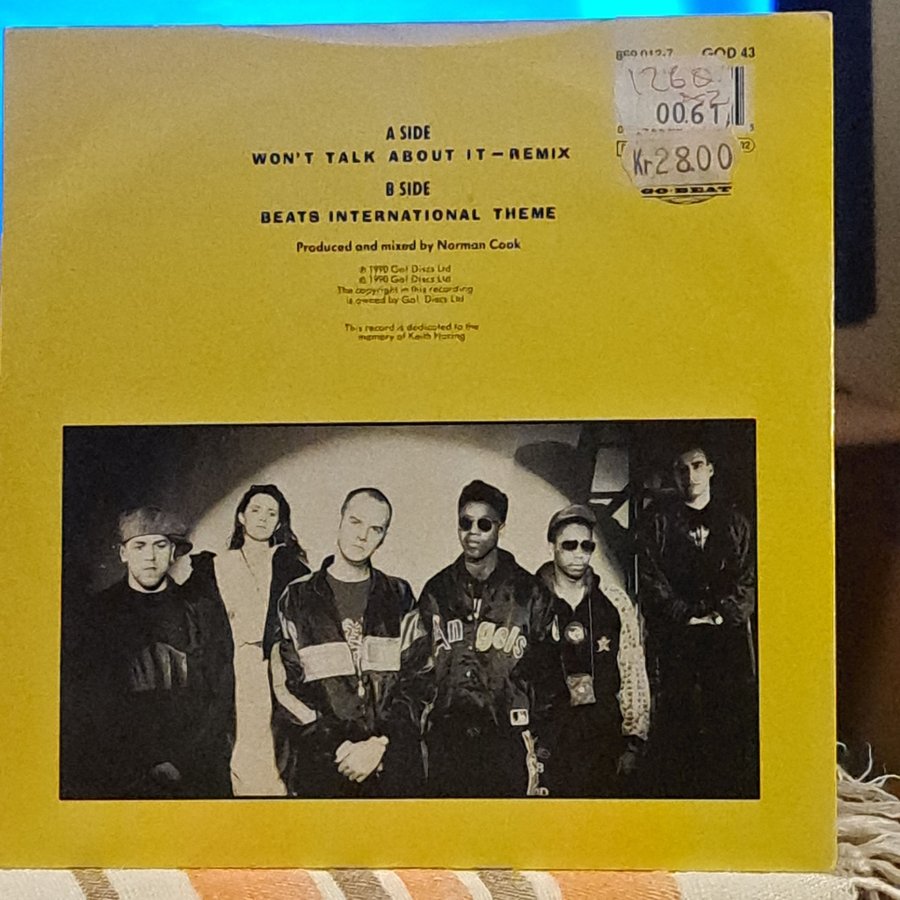 GOD 43
1260
00.61
Kr 28.00
GO·BEAT
A SIDE
WON'T TALK ABOUT IT — REMIX
B SIDE
BEATS INTERNATIONAL THEME
Produced and mixed by Norman Cook
℗ 1990 Go! Discs Ltd
© 1990 Go! Discs Ltd
The copyright in this recording
is owned by Go! Discs Ltd
This record is dedicated to the
memory of Keith Haring
Angels